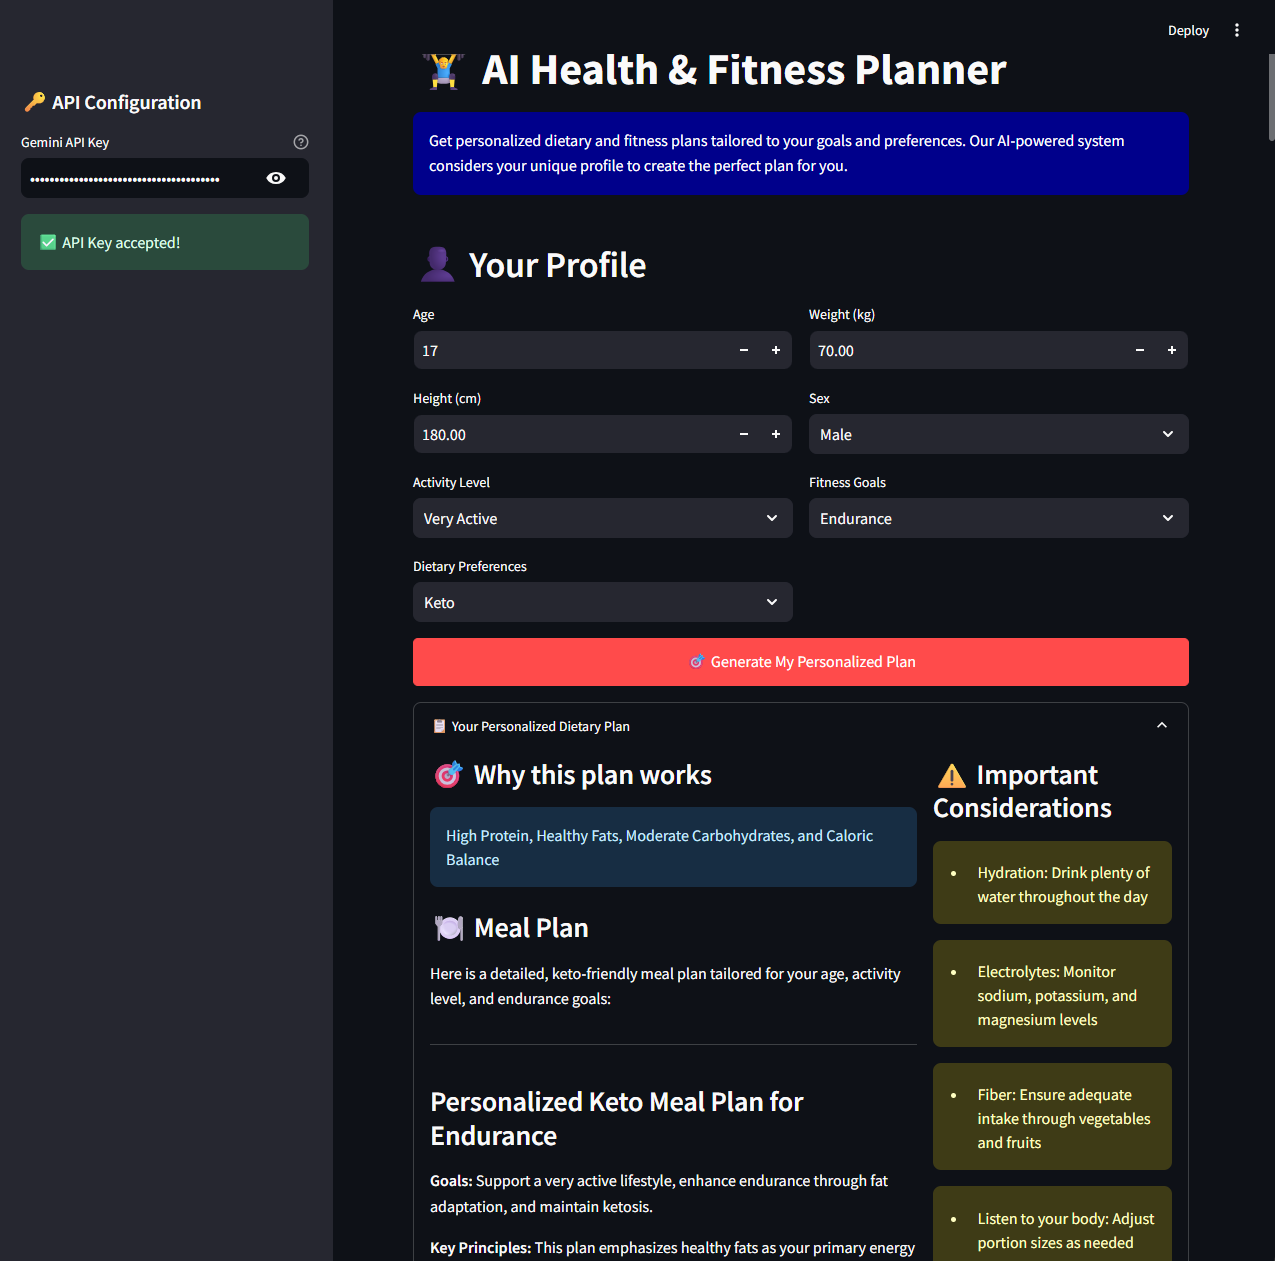 Deploy
API Configuration
Gemini API Key
API Key accepted!
AI Health & Fitness Planner
Get personalized dietary and fitness plans tailored to your goals and preferences. Our AI-powered system
considers your unique profile to create the perfect plan for you.
Your Profile
Age
17
Weight (kg)
70.00
Height (cm)
180.00
Sex
Male
Activity Level
Very Active
Fitness Goals
Endurance
Dietary Preferences
Keto
Generate My Personalized Plan
Your Personalized Dietary Plan
Why this plan works
High Protein, Healthy Fats, Moderate Carbohydrates, and Caloric
Balance
Meal Plan
Here is a detailed, keto-friendly meal plan tailored for your age, activity
level, and endurance goals:
Personalized Keto Meal Plan for
Endurance
Goals: Support a very active lifestyle, enhance endurance through fat
adaptation, and maintain ketosis.
Key Principles: This plan emphasizes healthy fats as your primary energy
Important
Considerations
• Hydration: Drink plenty of
water throughout the day
• Electrolytes: Monitor
sodium, potassium, and
magnesium levels
• Fiber: Ensure adequate
intake through vegetables
and fruits
• Listen to your body: Adjust
portion sizes as needed